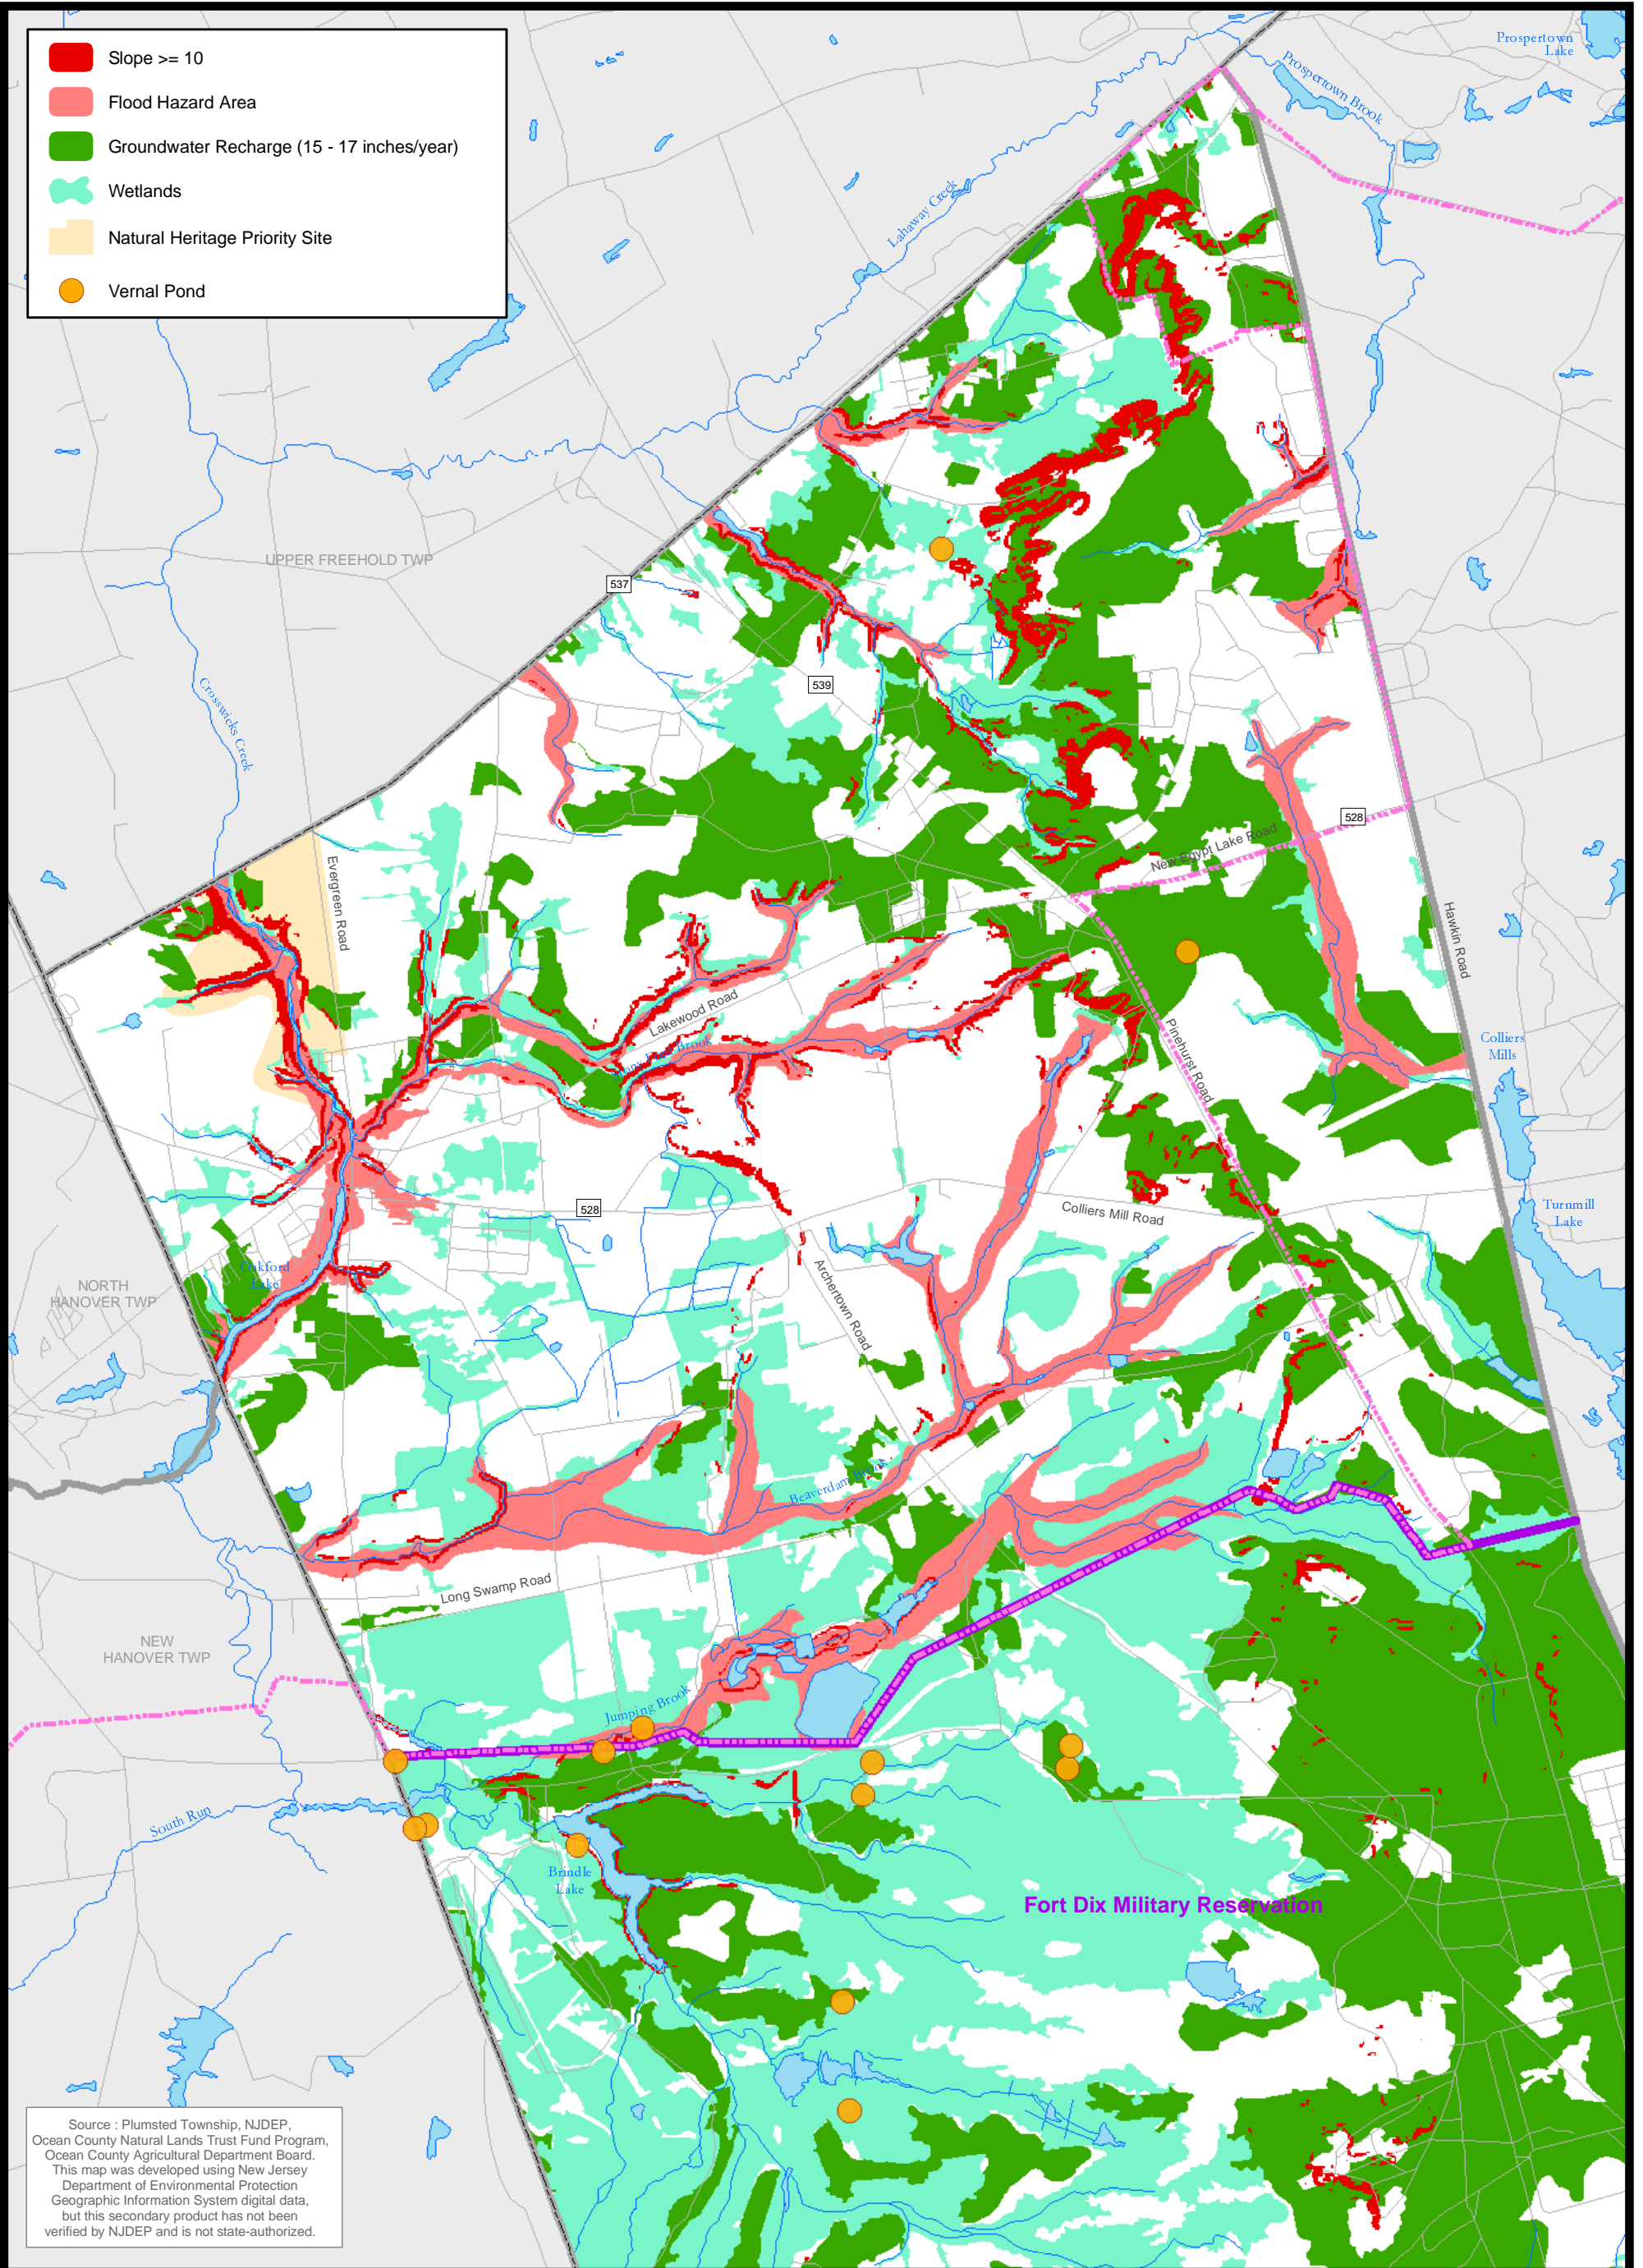 Slope >= 10
Flood Hazard Area
Groundwater Recharge (15 - 17 inches/year)
Wetlands
Natural Heritage Priority Site
Vernal Pond
Prospertown
Lake
Prospertown Brook
Lahaway Creek
UPPER FREEHOLD TWP
537
539
Crosswicks Creek
528
New Egypt Lake Road
Evergreen Road
Hawkin Road
Lakewood Road
Brook
Pinehurst Road
Colliers
Mills
528
Colliers Mill Road
Turnmill
Lake
Oakford
Lake
NORTH
HANOVER TWP
Archertown Road
Beaverdam Brook
Long Swamp Road
NEW
HANOVER TWP
Jumping Brook
South Run
Brindle
Lake
Fort Dix Military Reservation
Source : Plumsted Township, NJDEP,
Ocean County Natural Lands Trust Fund Program,
Ocean County Agricultural Department Board.
This map was developed using New Jersey
Department of Environmental Protection
Geographic Information System digital data,
but this secondary product has not been
verified by NJDEP and is not state-authorized.